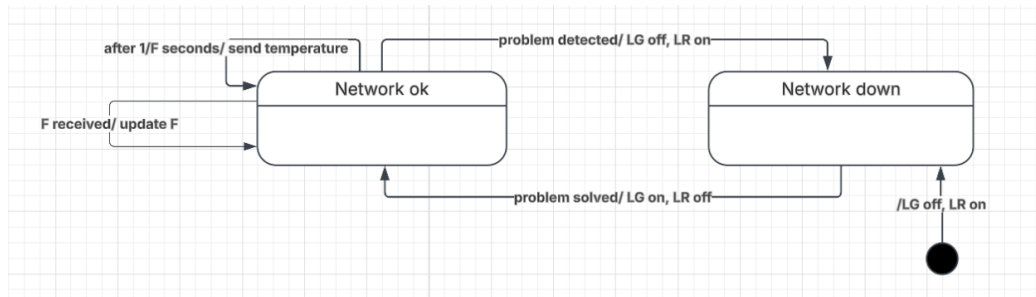 after 1/F seconds/ send temperature
problem detected/ LG off, LR on
Network ok
Network down
F received/ update F
problem solved/ LG on, LR off
/LG off, LR on